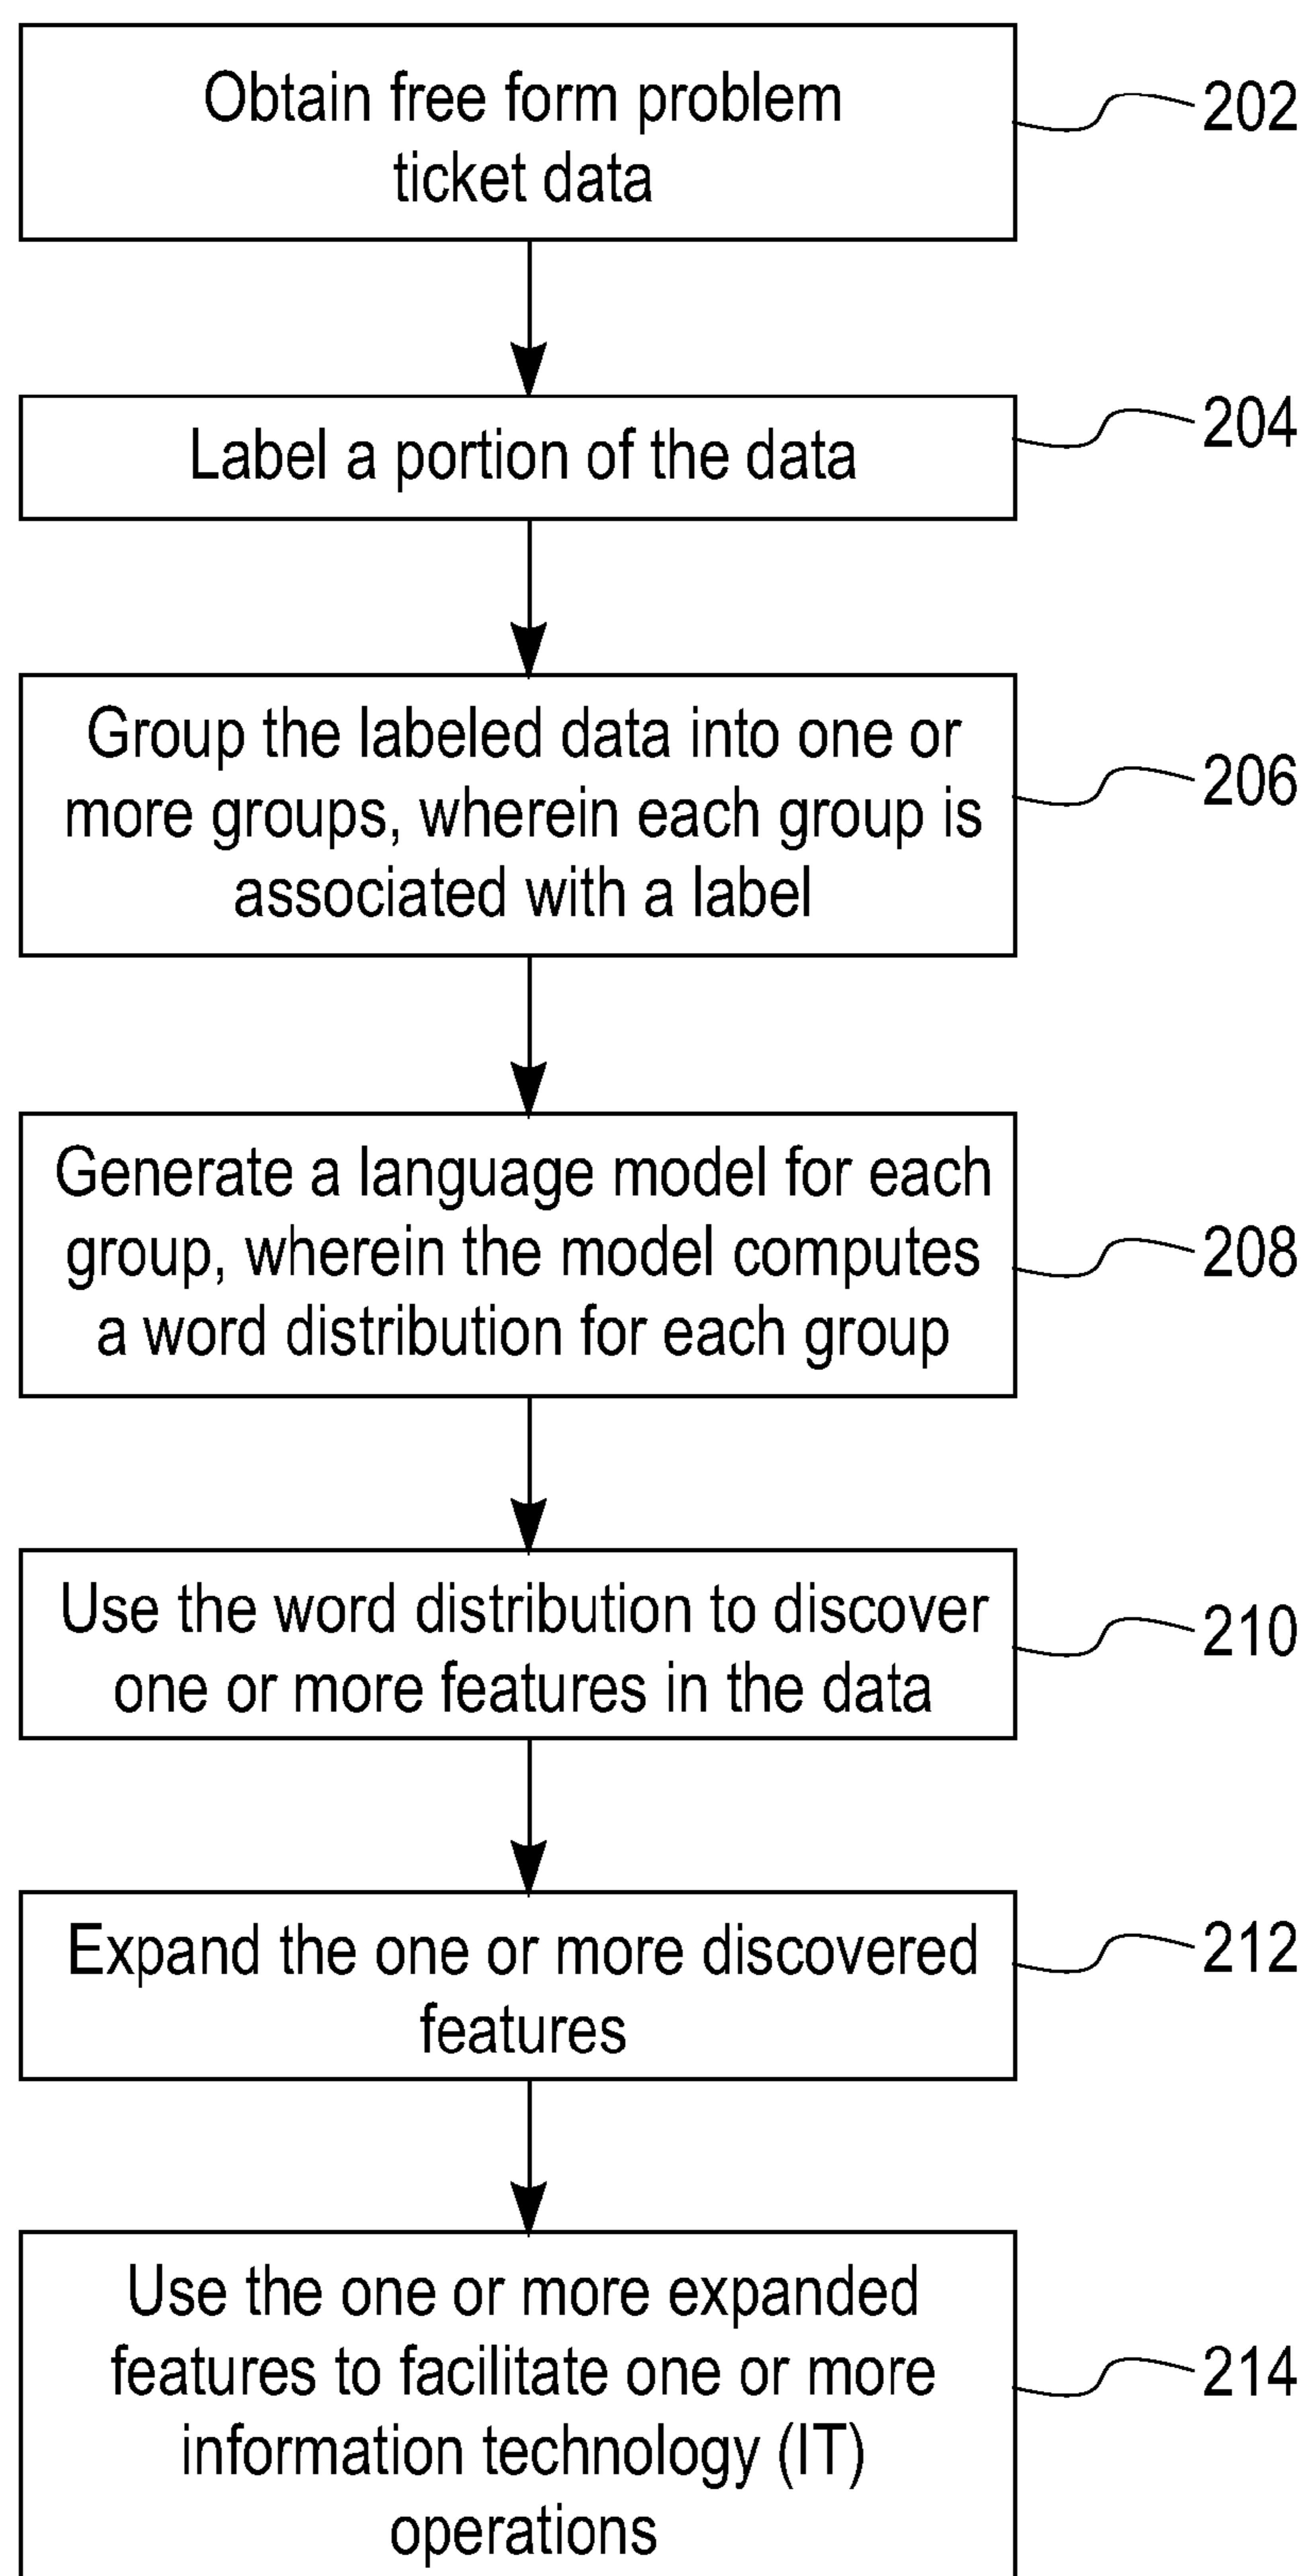 Obtain free form problem
ticket data
202
Label a portion of the data
204
Group the labeled data into one or
more groups, wherein each group is
associated with a label
206
Generate a language model for each
group, wherein the model computes
a word distribution for each group
208
Use the word distribution to discover
one or more features in the data
210
Expand the one or more discovered
features
212
Use the one or more expanded
features to facilitate one or more
information technology (IT)
operations
214